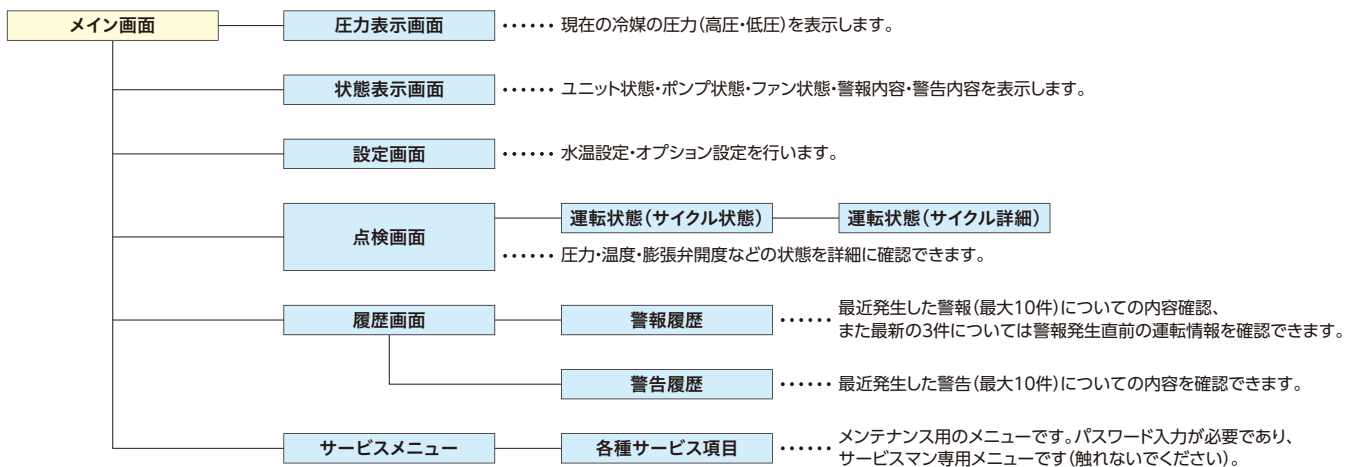 メイン画面
圧力表示画面 ・・・・・・ 現在の冷媒の圧力(高圧・低圧)を表示します。
状態表示画面 ・・・・・・ ユニット状態・ポンプ状態・ファン状態・警報内容・警告内容を表示します。
設定画面 ・・・・・・ 水温設定・オプション設定を行います。
点検画面
運転状態(サイクル状態)
運転状態(サイクル詳細)
・・・・・・ 圧力・温度・膨張弁開度などの状態を詳細に確認できます。
履歴画面
警報履歴 ・・・・・・ 最近発生した警報(最大10件)についての内容確認、
また最新の3件については警報発生直前の運転情報を確認できます。
警告履歴 ・・・・・・ 最近発生した警告(最大10件)についての内容を確認できます。
サービスメニュー
各種サービス項目 ・・・・・・ メンテナンス用のメニューです。パスワード入力が必要であり、
サービスマン専用メニューです(触れないでください)。